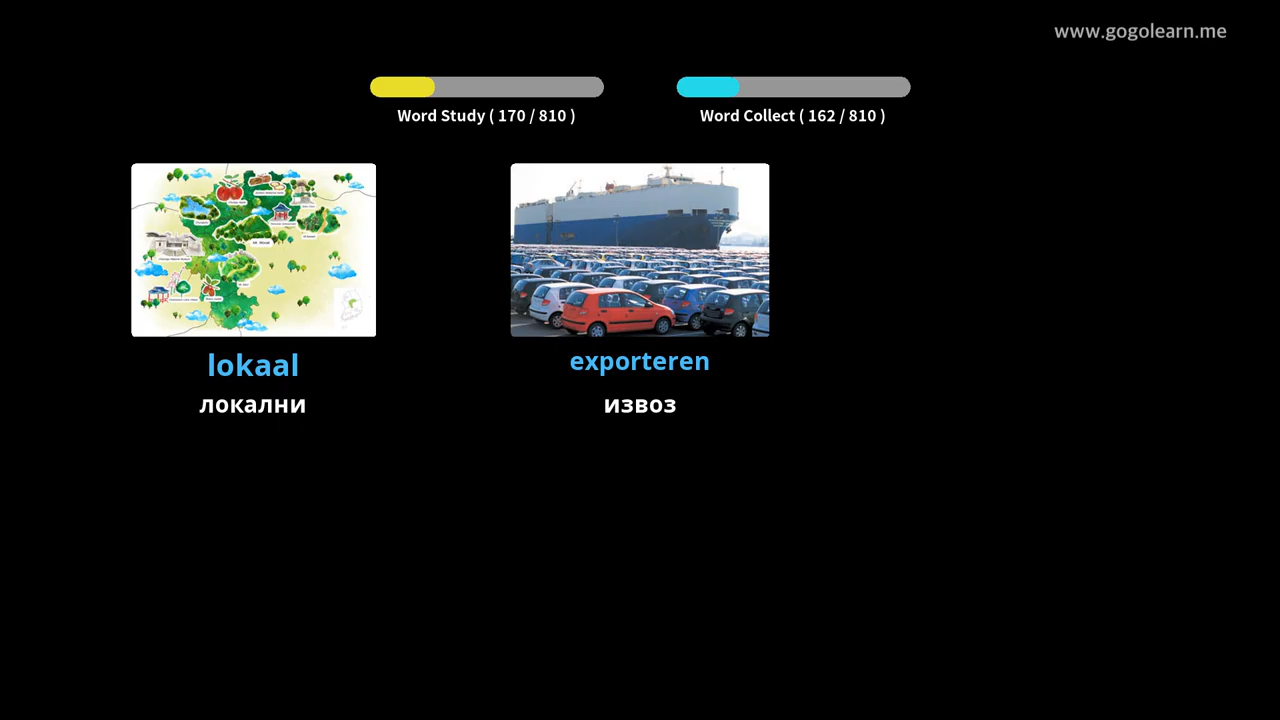 www.gogolearn.me
Word Study ( 170 / 810 )
Word Collect ( 162 / 810 )
lokaal
exporteren
локални
извоз